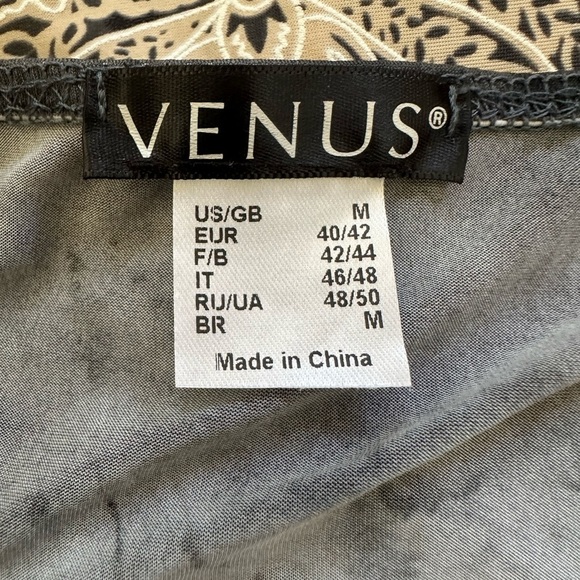 VENUS®
US/GB M
EUR 40/42
F/B 42/44
IT 46/48
RU/UA 48/50
BR M
Made in China